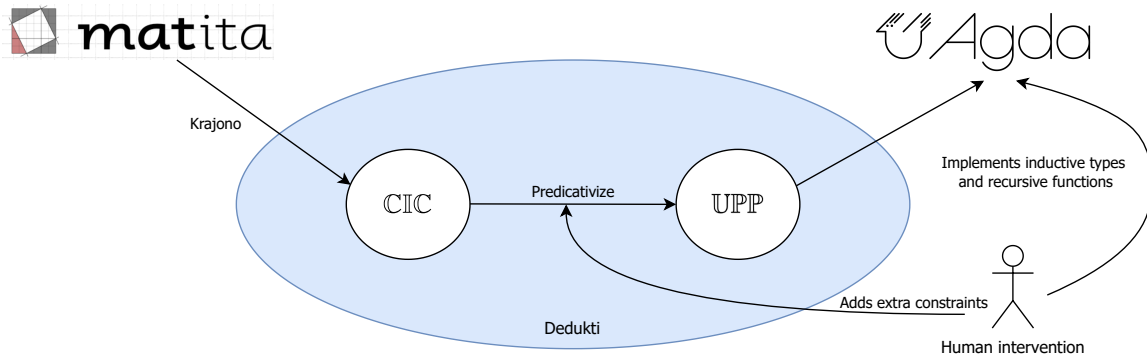 matita
Agda
Krajono
Implements inductive types
and recursive functions
ℂ𝕀ℂ
Predicativize
𝕌ℙℙ
Adds extra constraints
Dedukti
Human intervention